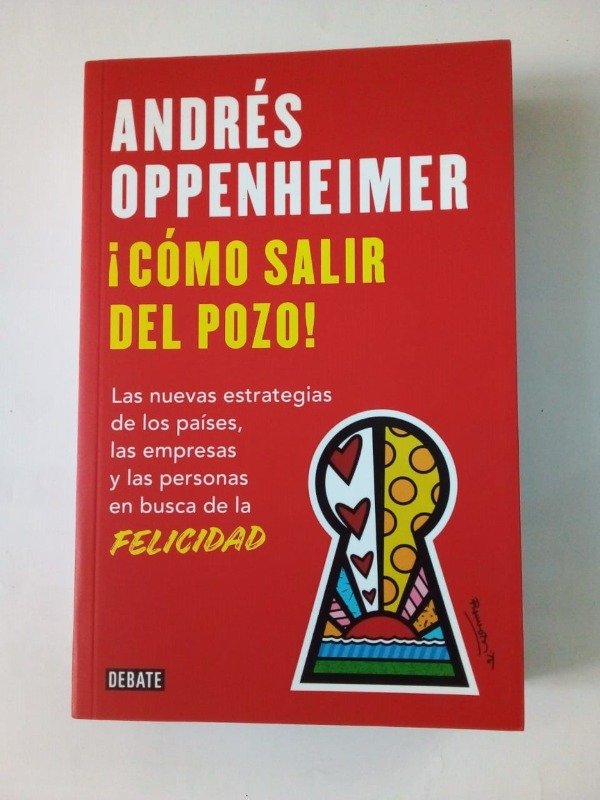 ANDRÉS
OPPENHEIMER
¡CÓMO SALIR
DEL POZO!
Las nuevas estrategias
de los países,
las empresas
y las personas
en busca de la
FELICIDAD
DEBATE